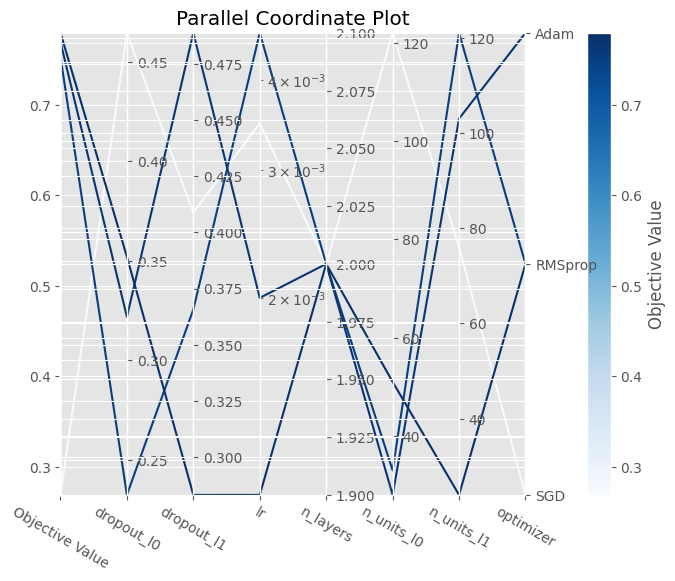 Parallel Coordinate Plot
0.7
0.6
0.5
0.4
0.3
0.45
0.40
0.35
0.30
0.25
0.475
0.450
0.425
0.400
0.375
0.350
0.325
0.300
4 × 10⁻³
3 × 10⁻³
2 × 10⁻³
2.100
2.075
2.050
2.025
2.000
1.975
1.950
1.925
1.900
120
100
80
60
40
120
100
80
60
40
Adam
RMSprop
SGD
0.7
0.6
0.5
0.4
0.3
Objective Value
Objective Value
dropout_l0
dropout_l1
lr
n_layers
n_units_l0
n_units_l1
optimizer